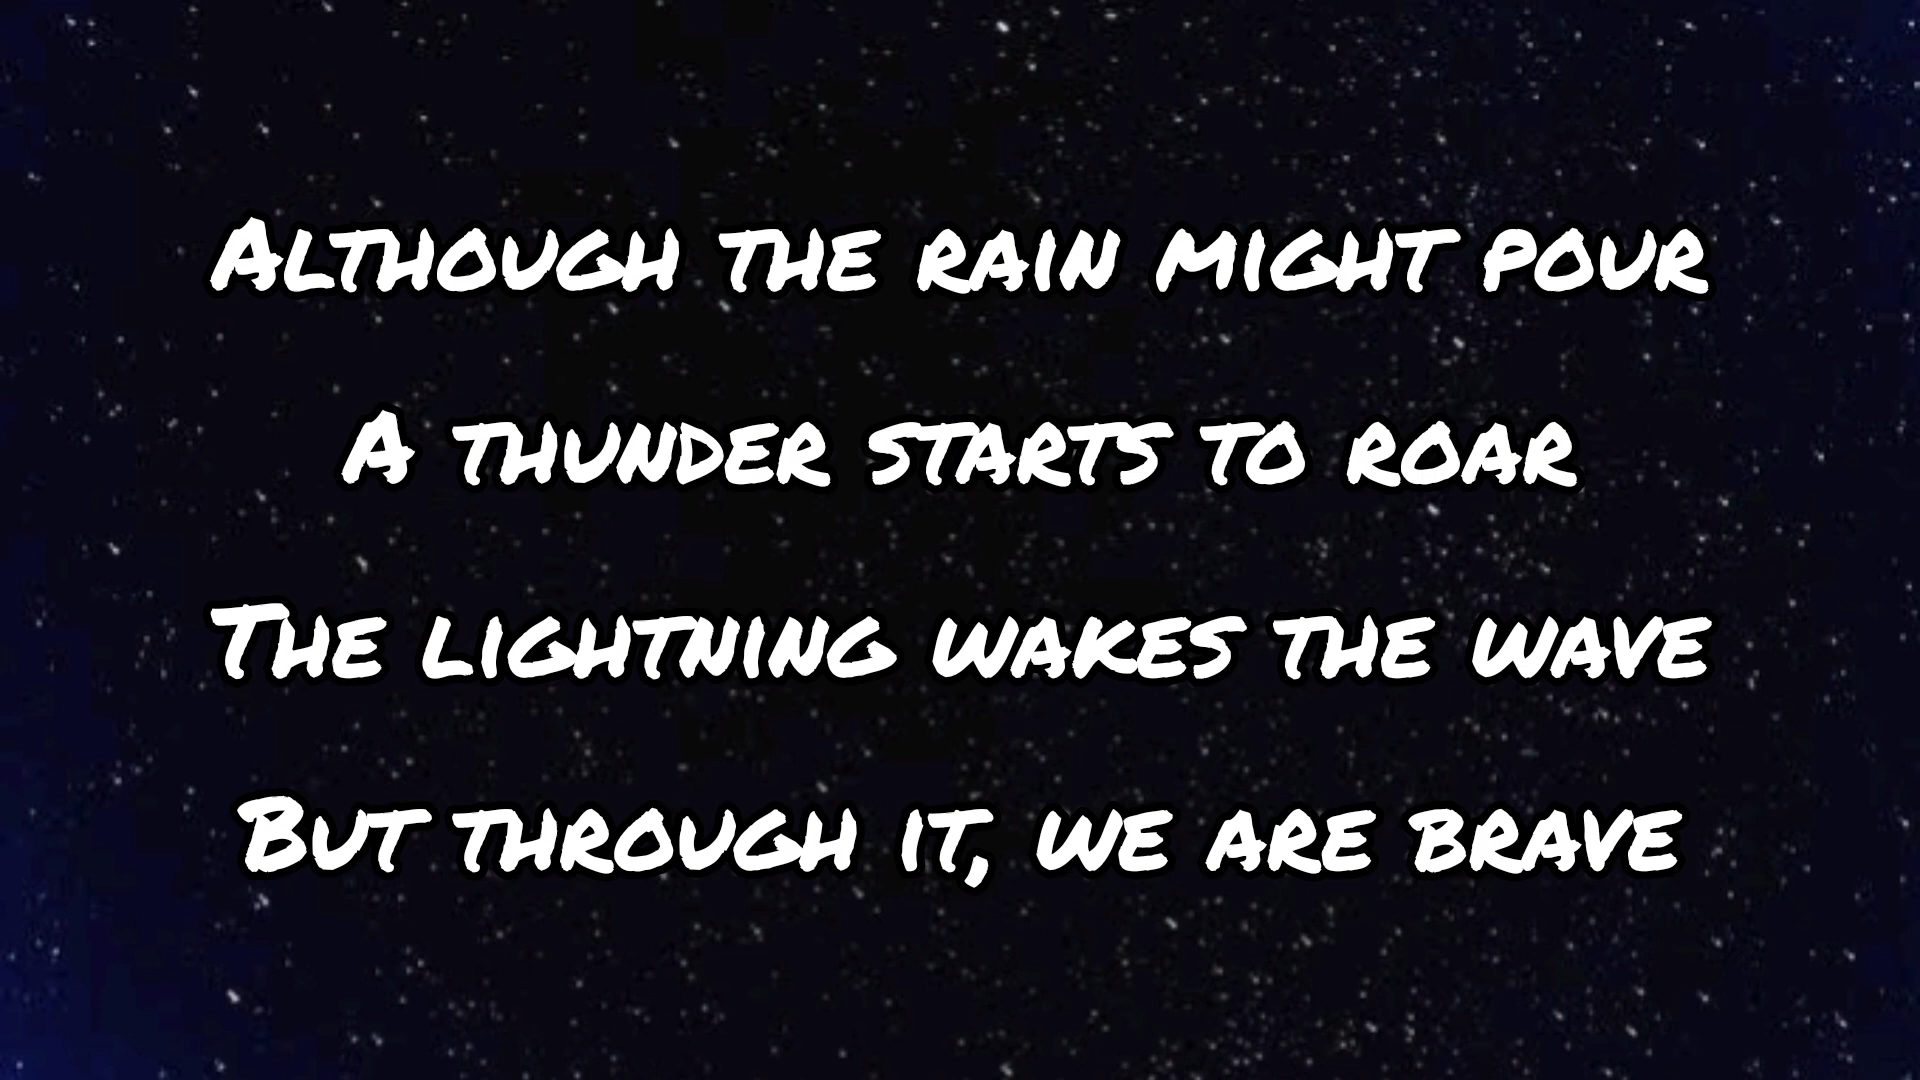 Although the rain might pour
A thunder starts to roar
The lightning wakes the wave
But through it, we are brave